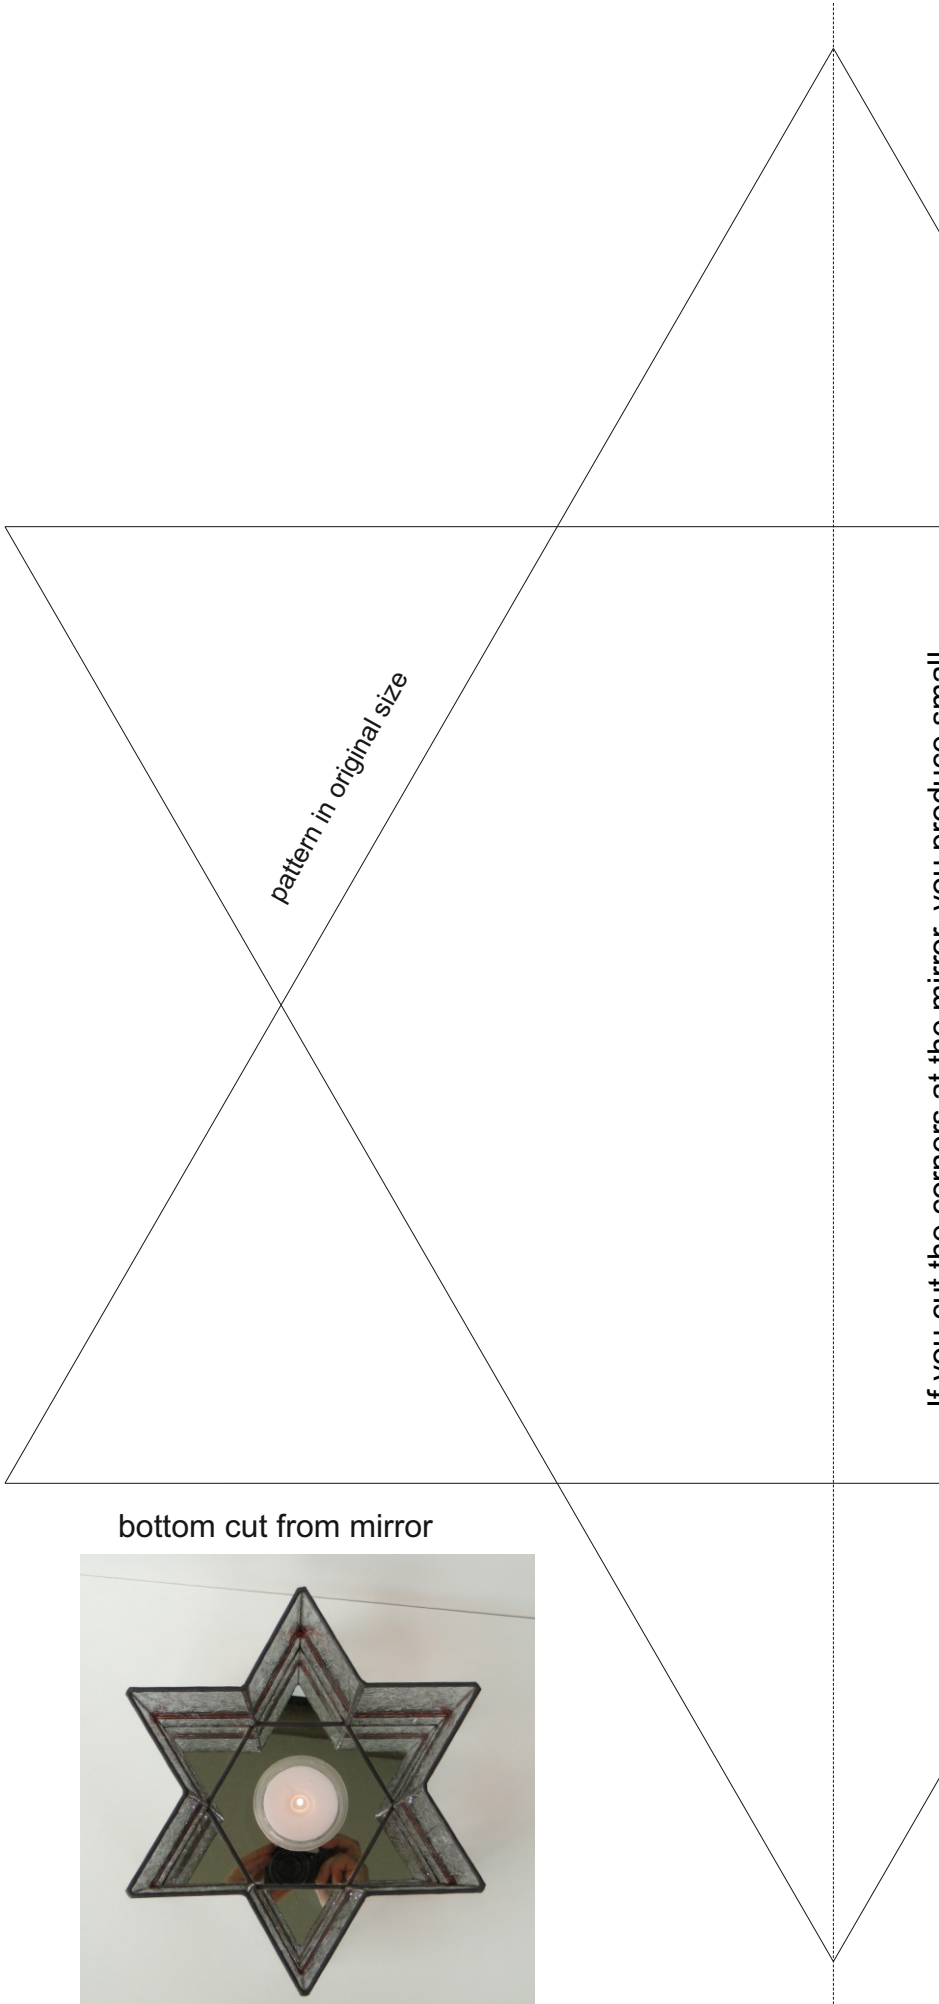 pattern in original size
If you cut the corners at the mirror, you produce small
bottom cut from mirror